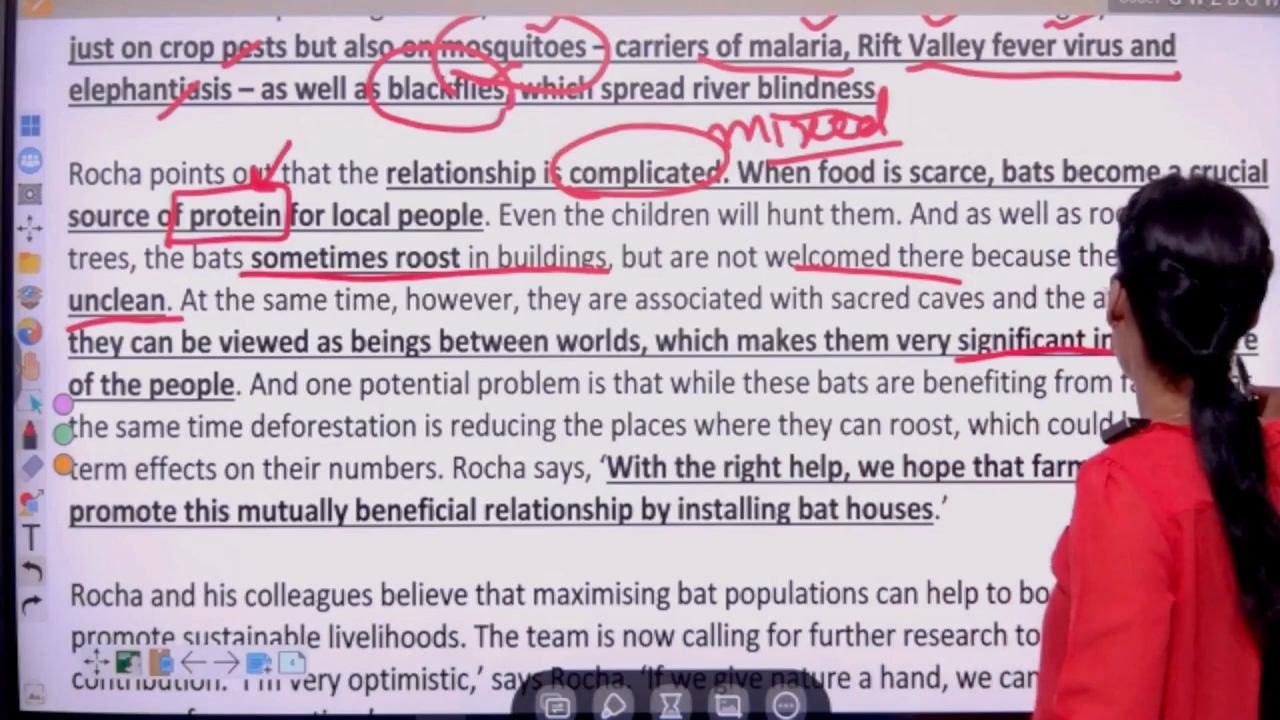 just on crop pests but also on mosquitoes – carriers of malaria, Rift Valley fever virus and
elephantiasis – as well as blackflies, which spread river blindness
mixed
Rocha points out that the relationship is complicated. When food is scarce, bats become a crucial
source of protein for local people. Even the children will hunt them. And as well as
trees, the bats sometimes roost in buildings, but are not welcomed there because
unclean. At the same time, however, they are associated with sacred caves and the
they can be viewed as beings between worlds, which makes them very significant in
of the people. And one potential problem is that while these bats are benefiting from
the same time deforestation is reducing the places where they can roost, which could
term effects on their numbers. Rocha says, ‘With the right help, we hope that
promote this mutually beneficial relationship by installing bat houses.’
Rocha and his colleagues believe that maximising bat populations can help to
promote sustainable livelihoods. The team is now calling for further research to
contribution. ‘I'm very optimistic,’ says Rocha. ‘If we give nature a hand, we can
T